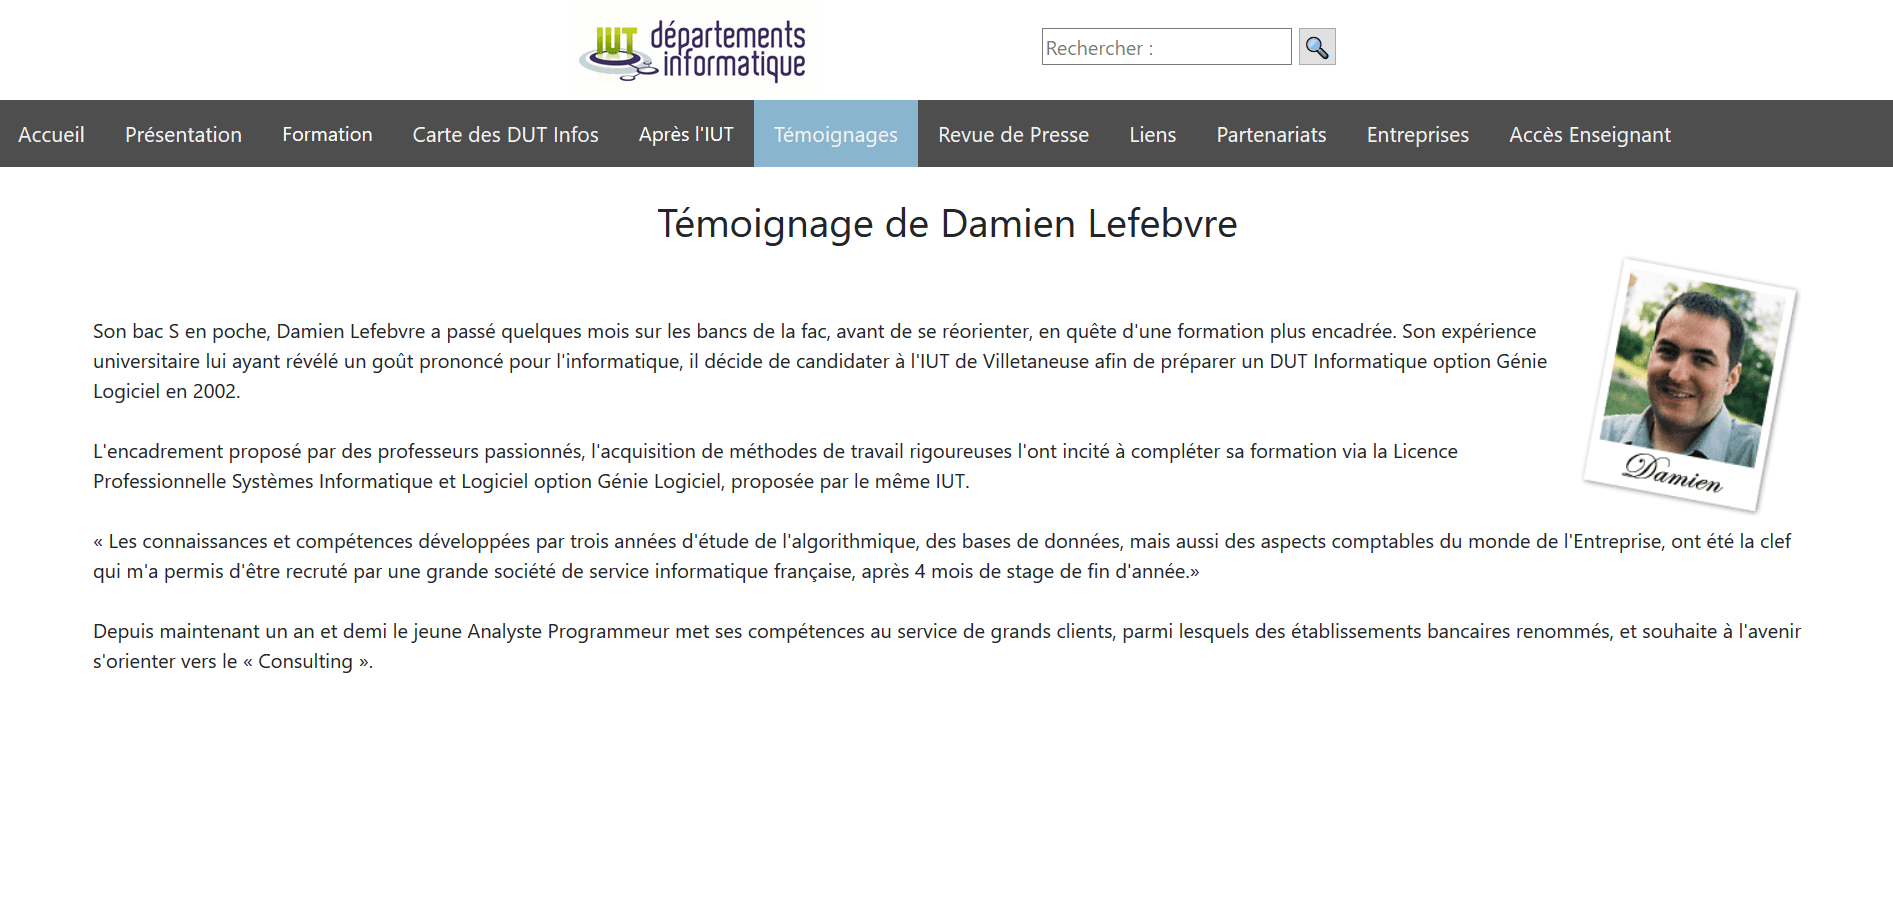 IUT départements
informatique
Rechercher :
Accueil Présentation Formation Carte des DUT Infos Après l'IUT Témoignages Revue de Presse Liens Partenariats Entreprises Accès Enseignant
Témoignage de Damien Lefebvre
Son bac S en poche, Damien Lefebvre a passé quelques mois sur les bancs de la fac, avant de se réorienter, en quête d'une formation plus encadrée. Son expérience
universitaire lui ayant révélé un goût prononcé pour l'informatique, il décide de candidater à l'IUT de Villetaneuse afin de préparer un DUT Informatique option Génie
Logiciel en 2002.
L'encadrement proposé par des professeurs passionnés, l'acquisition de méthodes de travail rigoureuses l'ont incité à compléter sa formation via la Licence
Professionnelle Systèmes Informatique et Logiciel option Génie Logiciel, proposée par le même IUT.
Damien
« Les connaissances et compétences développées par trois années d'étude de l'algorithmique, des bases de données, mais aussi des aspects comptables du monde de l'Entreprise, ont été la clef
qui m'a permis d'être recruté par une grande société de service informatique française, après 4 mois de stage de fin d'année.»
Depuis maintenant un an et demi le jeune Analyste Programmeur met ses compétences au service de grands clients, parmi lesquels des établissements bancaires renommés, et souhaite à l'avenir
s'orienter vers le « Consulting ».